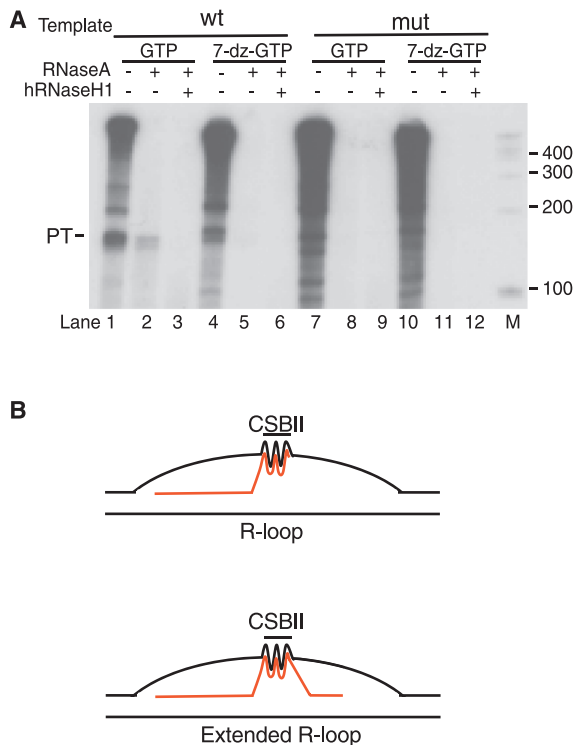 A
Template wt mut
GTP 7-dz-GTP GTP 7-dz-GTP
RNaseA - + + - + + - + + - + +
hRNaseH1 - - + - - + - - + - - +
400
300
200
PT
100
Lane 1 2 3 4 5 6 7 8 9 10 11 12 M
B
CSBII
R-loop
CSBII
Extended R-loop